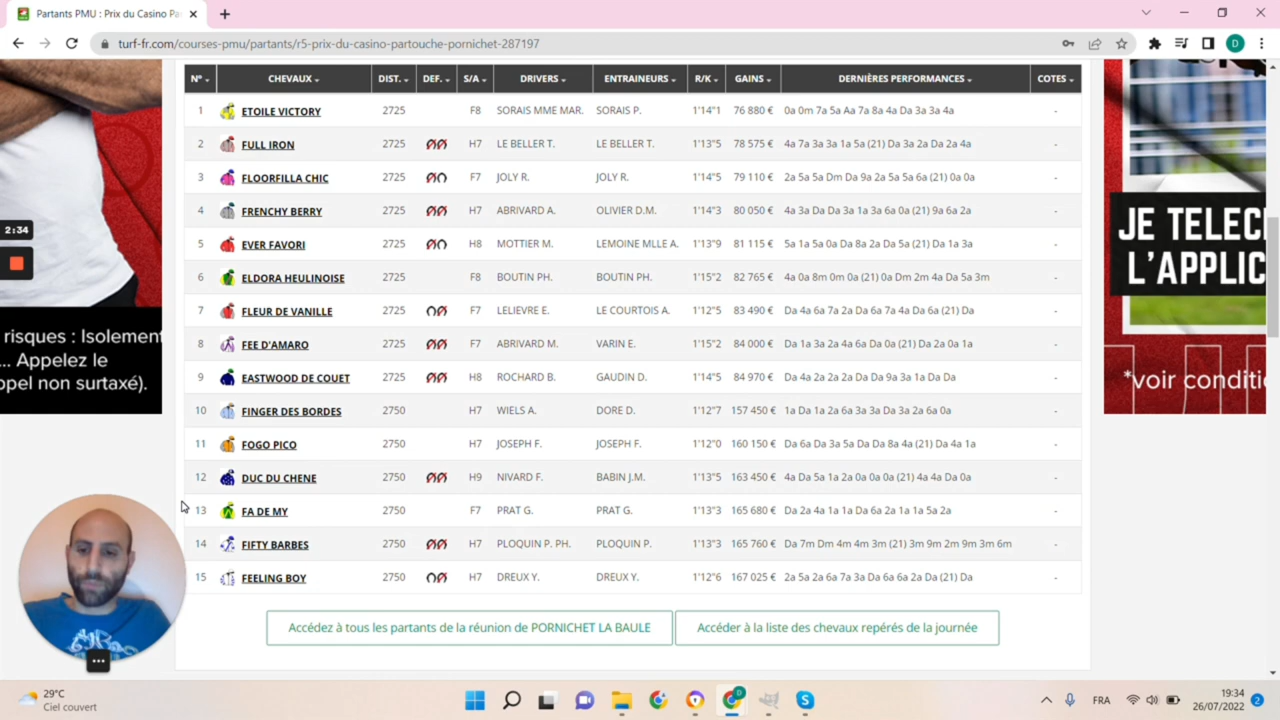 Partants PMU : Prix du Casino Pa
turf-fr.com/courses-pmu/partants/r5-prix-du-casino-partouche-pornichet-287197
D
N° CHEVAUX DIST. DEF. S/A DRIVERS ENTRAINEURS R/K GAINS DERNIÈRES PERFORMANCES COTES
1 ETOILE VICTORY 2725 F8 SORAIS MME MAR. SORAIS P. 1'14"1 76 880 € 0a 0m 7a 5a Aa 7a 8a 4a Da 3a 3a 4a -
2 FULL IRON 2725 H7 LE BELLER T. LE BELLER T. 1'13"5 78 575 € 4a 7a 3a 3a 1a 5a (21) Da 3a 2a Da 2a 4a -
3 FLOORFILLA CHIC 2725 F7 JOLY R. JOLY R. 1'14"5 79 110 € 2a 5a 5a Dm Da 9a 2a 5a 5a 6a (21) 0a 0a -
4 FRENCHY BERRY 2725 H7 ABRIVARD A. OLIVIER D.M. 1'14"3 80 050 € 4a 3a Da Da 3a 1a 3a 6a 0a (21) 9a 6a 2a -
5 EVER FAVORI 2725 H8 MOTTIER M. LEMOINE MLLE A. 1'13"9 81 115 € 5a 1a 5a 0a Da 8a 2a Da 5a (21) Da 1a 3a -
6 ELDORA HEULINOISE 2725 F8 BOUTIN PH. BOUTIN PH. 1'15"2 82 765 € 4a 0a 8m 0m 0a (21) 0a Dm 2m 4a Da 5a 3m -
7 FLEUR DE VANILLE 2725 F7 LELIEVRE E. LE COURTOIS A. 1'12"5 83 490 € Da 4a 6a 7a 2a Da 6a 7a 4a Da 6a (21) Da -
8 FEE D'AMARO 2725 F7 ABRIVARD M. VARIN E. 1'15"2 84 000 € Da 1a 3a 2a 4a 6a Da 0a (21) Da 2a 0a 1a -
9 EASTWOOD DE COUET 2725 H8 ROCHARD B. GAUDIN D. 1'14"5 84 970 € Da 4a 2a 2a 2a Da Da 9a 3a 1a Da Da -
10 FINGER DES BORDES 2750 H7 WIELS A. DORE D. 1'12"7 157 450 € 1a Da 1a 2a 6a 3a 3a Da 3a 2a 6a 0a -
11 FOGO PICO 2750 H7 JOSEPH F. JOSEPH F. 1'12"0 160 150 € Da 6a Da 3a 5a Da Da 8a 4a (21) Da 4a 1a -
12 DUC DU CHENE 2750 H9 NIVARD F. BABIN J.M. 1'13"2 163 450 € 4a Da 5a 1a 2a 0a 0a 0a (21) 4a 4a Da 0a -
13 FA DE MY 2750 F7 PRAT G. PRAT G. 1'13"3 165 680 € Da 2a 4a 1a 1a Da 6a 2a 1a 1a 5a 2a -
14 FIFTY BARBES 2750 H7 PLOQUIN P. PH. PLOQUIN P. 1'13"3 165 760 € Da 7m Dm 4m 4m 3m (21) 3m 9m 2m 9m 3m 6m -
15 FEELING BOY 2750 H7 DREUX Y. DREUX Y. 1'12"6 167 025 € 2a 5a 2a 6a 7a 3a Da 6a 6a 2a Da (21) Da -
Accédez à tous les partants de la réunion de PORNICHET LA BAULE
Accéder à la liste des chevaux repérés de la journée
2:34
risques : Isolement
... Appelez le
ppel non surtaxé).
JE TELEC
L'APPLIC
*voir conditi
29°C
Ciel couvert
D
FRA
19:34
26/07/2022
2